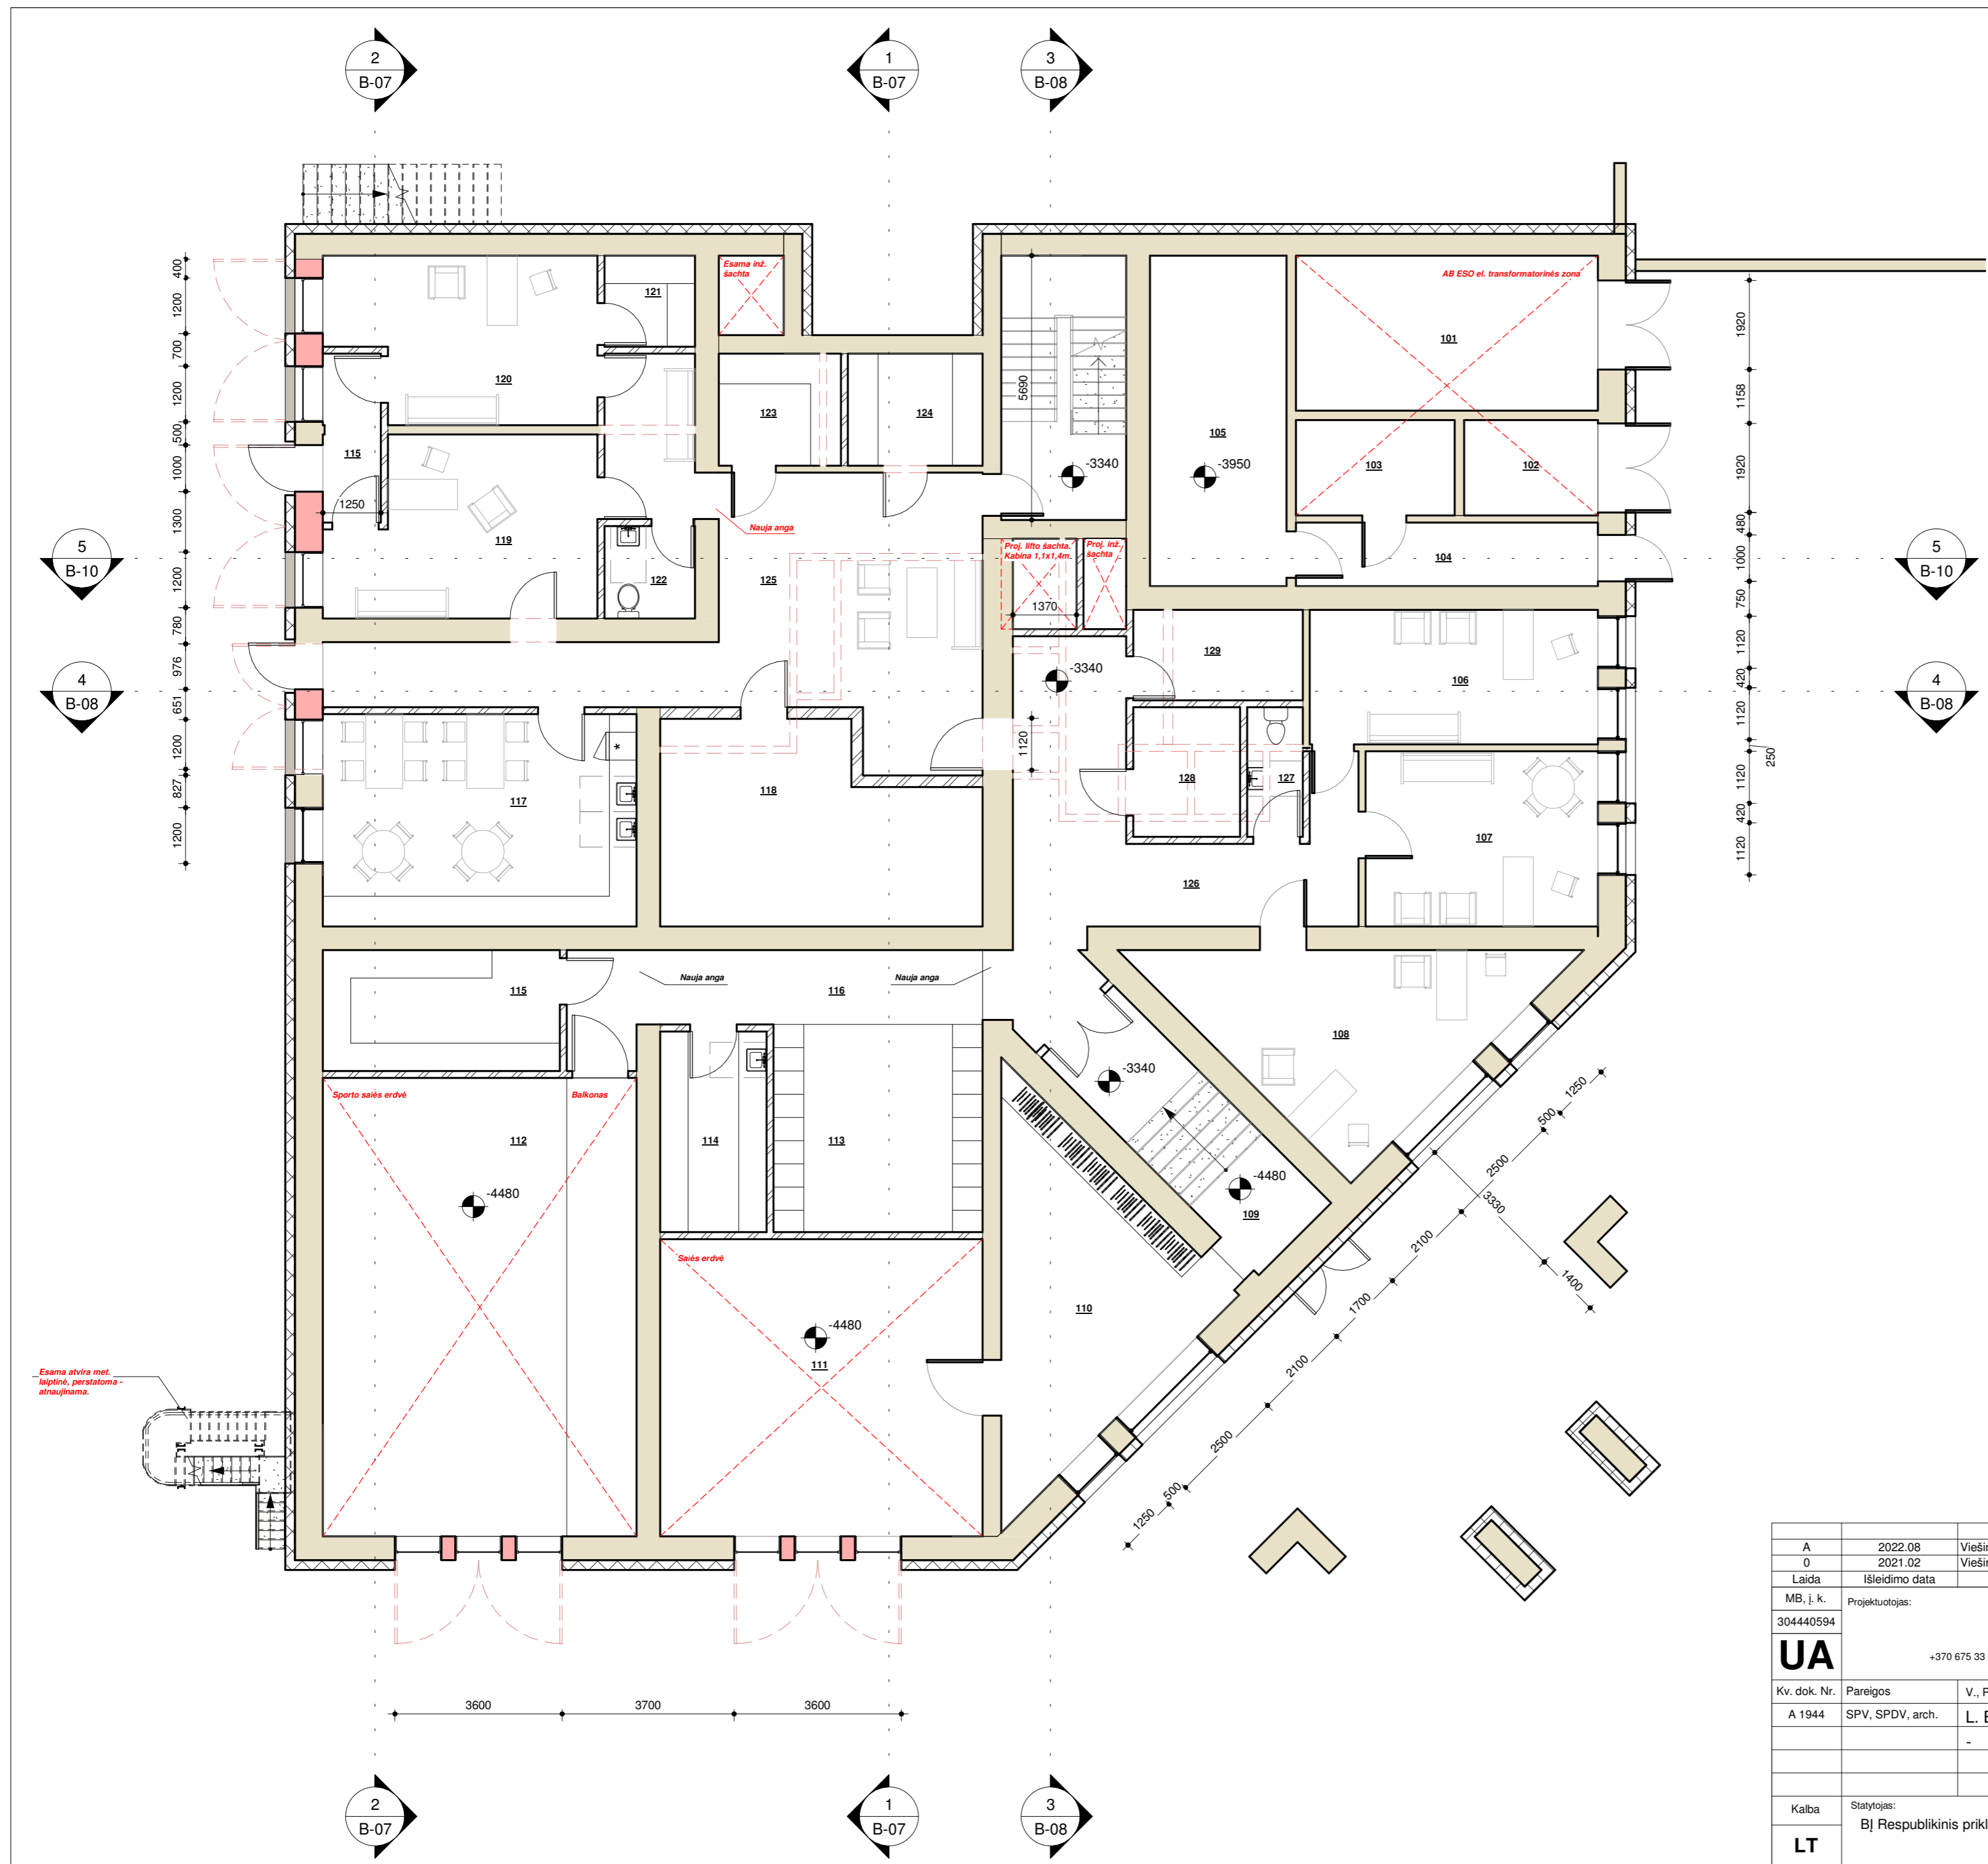 2
B-07
1
B-07
3
B-08
Esama inž.
šachta
AB ESO el. transformatorinės zona
121
101
120
123
124
105
5690
-3340
-3950
115
103
102
1250
Nauja anga
119
122
125
Proj. lifto šachta.
Kabina 1,1x1,4m.
Proj. inž.
šachta
104
1370
129
-3340
106
1120
118
128
127
117
107
126
115
Nauja anga
116
Nauja anga
108
-3340
Sporto salės erdvė
Balkonas
112
114
113
-4480
-4480
109
Salės erdvė
110
-4480
111
Esama atvira met.
laiptinė, perstatoma -
atnaujinama.
400
1200
700
1200
500
1000
1300
1200
780
976
651
1200
827
1200
1920
1158
1920
480
1000
750
1120
420
1120
250
1120
420
1120
5
B-10
4
B-08
5
B-10
4
B-08
1250
500
2500
3330
2100
1400
1700
2100
2500
500
1250
3600
3700
3600
2
B-07
1
B-07
3
B-08
A 2022.08
0 2021.02
Laida Išleidimo data
MB, į. k. Projektuotojas:
304440594
UA
+370 675 33
Kv. dok. Nr. Pareigos V.,
A 1944 SPV, SPDV, arch. L.
-
Kalba Statytojas:
LT BĮ Respublikinis